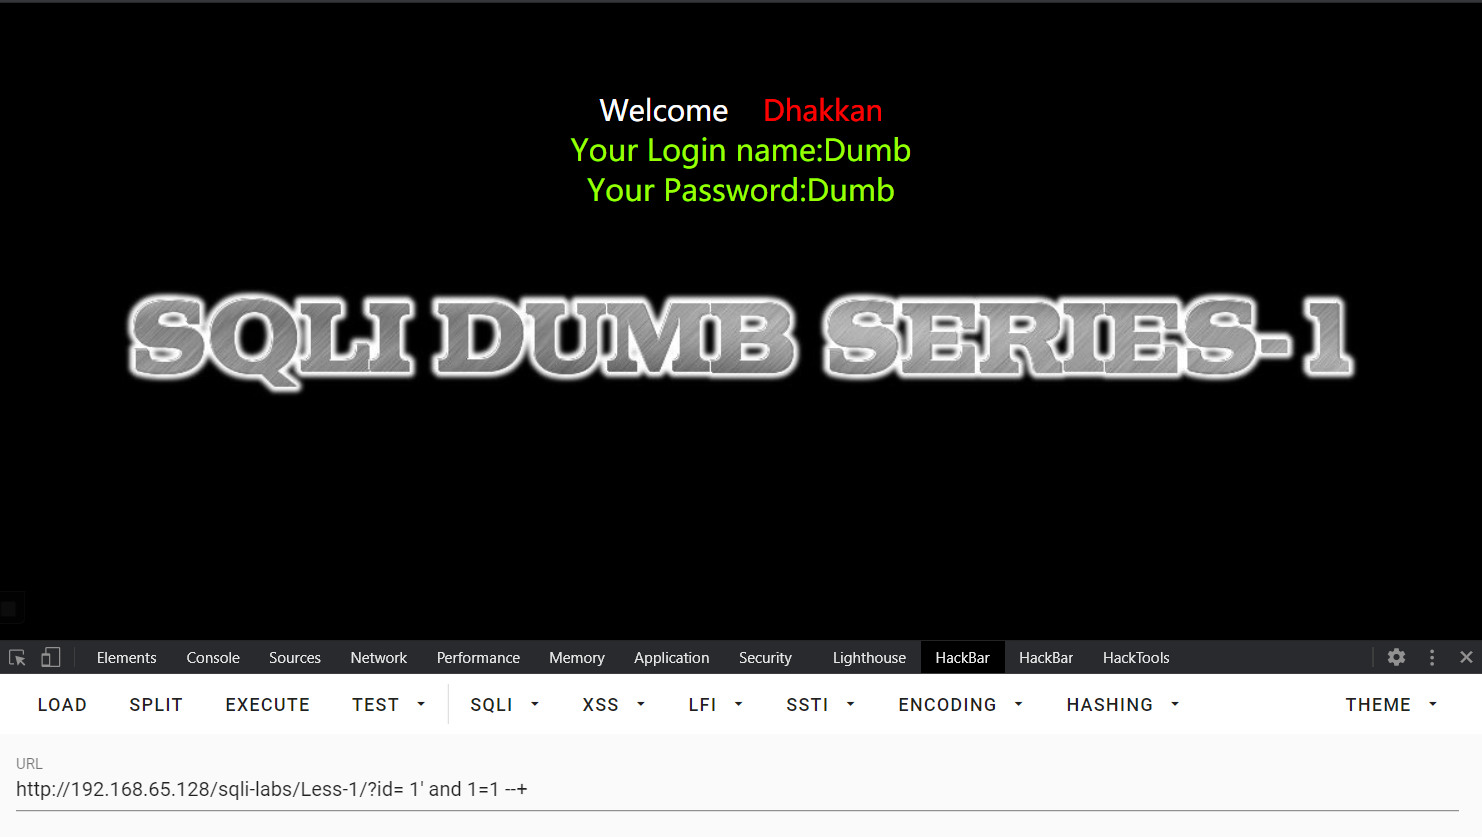 Welcome Dhakkan
Your Login name:Dumb
Your Password:Dumb
SQLI DUMB SERIES-1
Elements Console Sources Network Performance Memory Application Security Lighthouse HackBar HackBar HackTools
LOAD SPLIT EXECUTE TEST SQLI XSS LFI SSTI ENCODING HASHING THEME
URL
http://192.168.65.128/sqli-labs/Less-1/?id= 1' and 1=1 --+